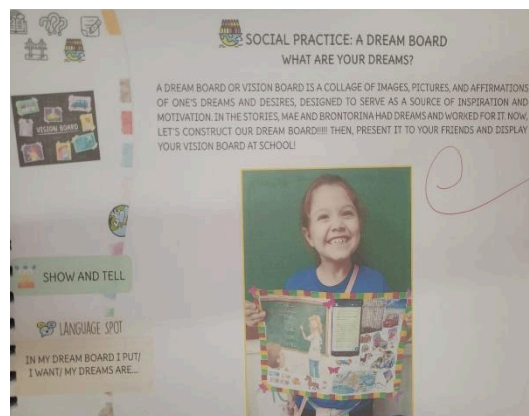 SOCIAL PRACTICE: A DREAM BOARD
WHAT ARE YOUR DREAMS?
A DREAM BOARD OR VISION BOARD IS A COLLAGE OF IMAGES, PICTURES, AND AFFIRMATIONS
OF ONE'S DREAMS AND DESIRES, DESIGNED TO SERVE AS A SOURCE OF INSPIRATION AND
MOTIVATION. IN THE STORIES, MAE AND BRONTORINA HAD DREAMS AND WORKED FOR IT. NOW,
LET'S CONSTRUCT OUR DREAM BOARD!!!!! THEN, PRESENT IT TO YOUR FRIENDS AND DISPLAY
YOUR VISION BOARD AT SCHOOL!
VISION BOARD
SHOW AND TELL
LANGUAGE SPOT
IN MY DREAM BOARD I PUT/
I WANT/ MY DREAMS ARE...